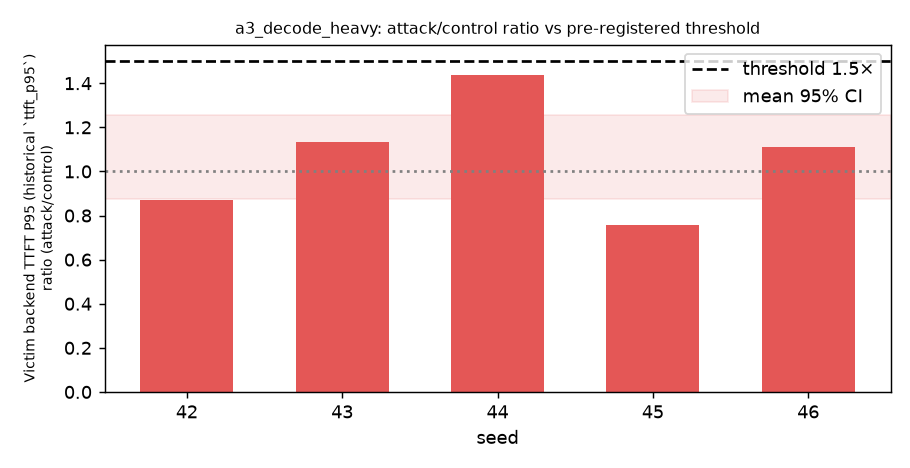 a3_decode_heavy: attack/control ratio vs pre-registered threshold
Victim backend TTFT P95 (historical `ttft_p95`)
ratio (attack/control)
1.4
1.2
1.0
0.8
0.6
0.4
0.2
0.0
threshold 1.5×
mean 95% CI
42
43
44
45
46
seed